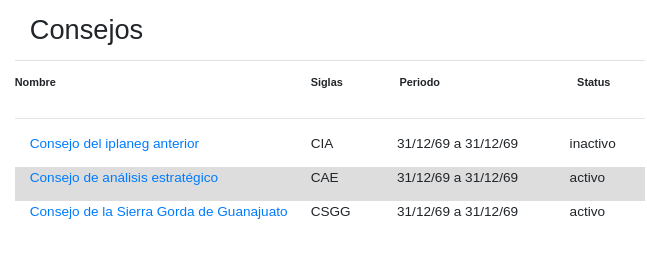 Consejos
Nombre Siglas Periodo Status
Consejo del iplaneg anterior CIA 31/12/69 a 31/12/69 inactivo
Consejo de análisis estratégico CAE 31/12/69 a 31/12/69 activo
Consejo de la Sierra Gorda de Guanajuato CSGG 31/12/69 a 31/12/69 activo